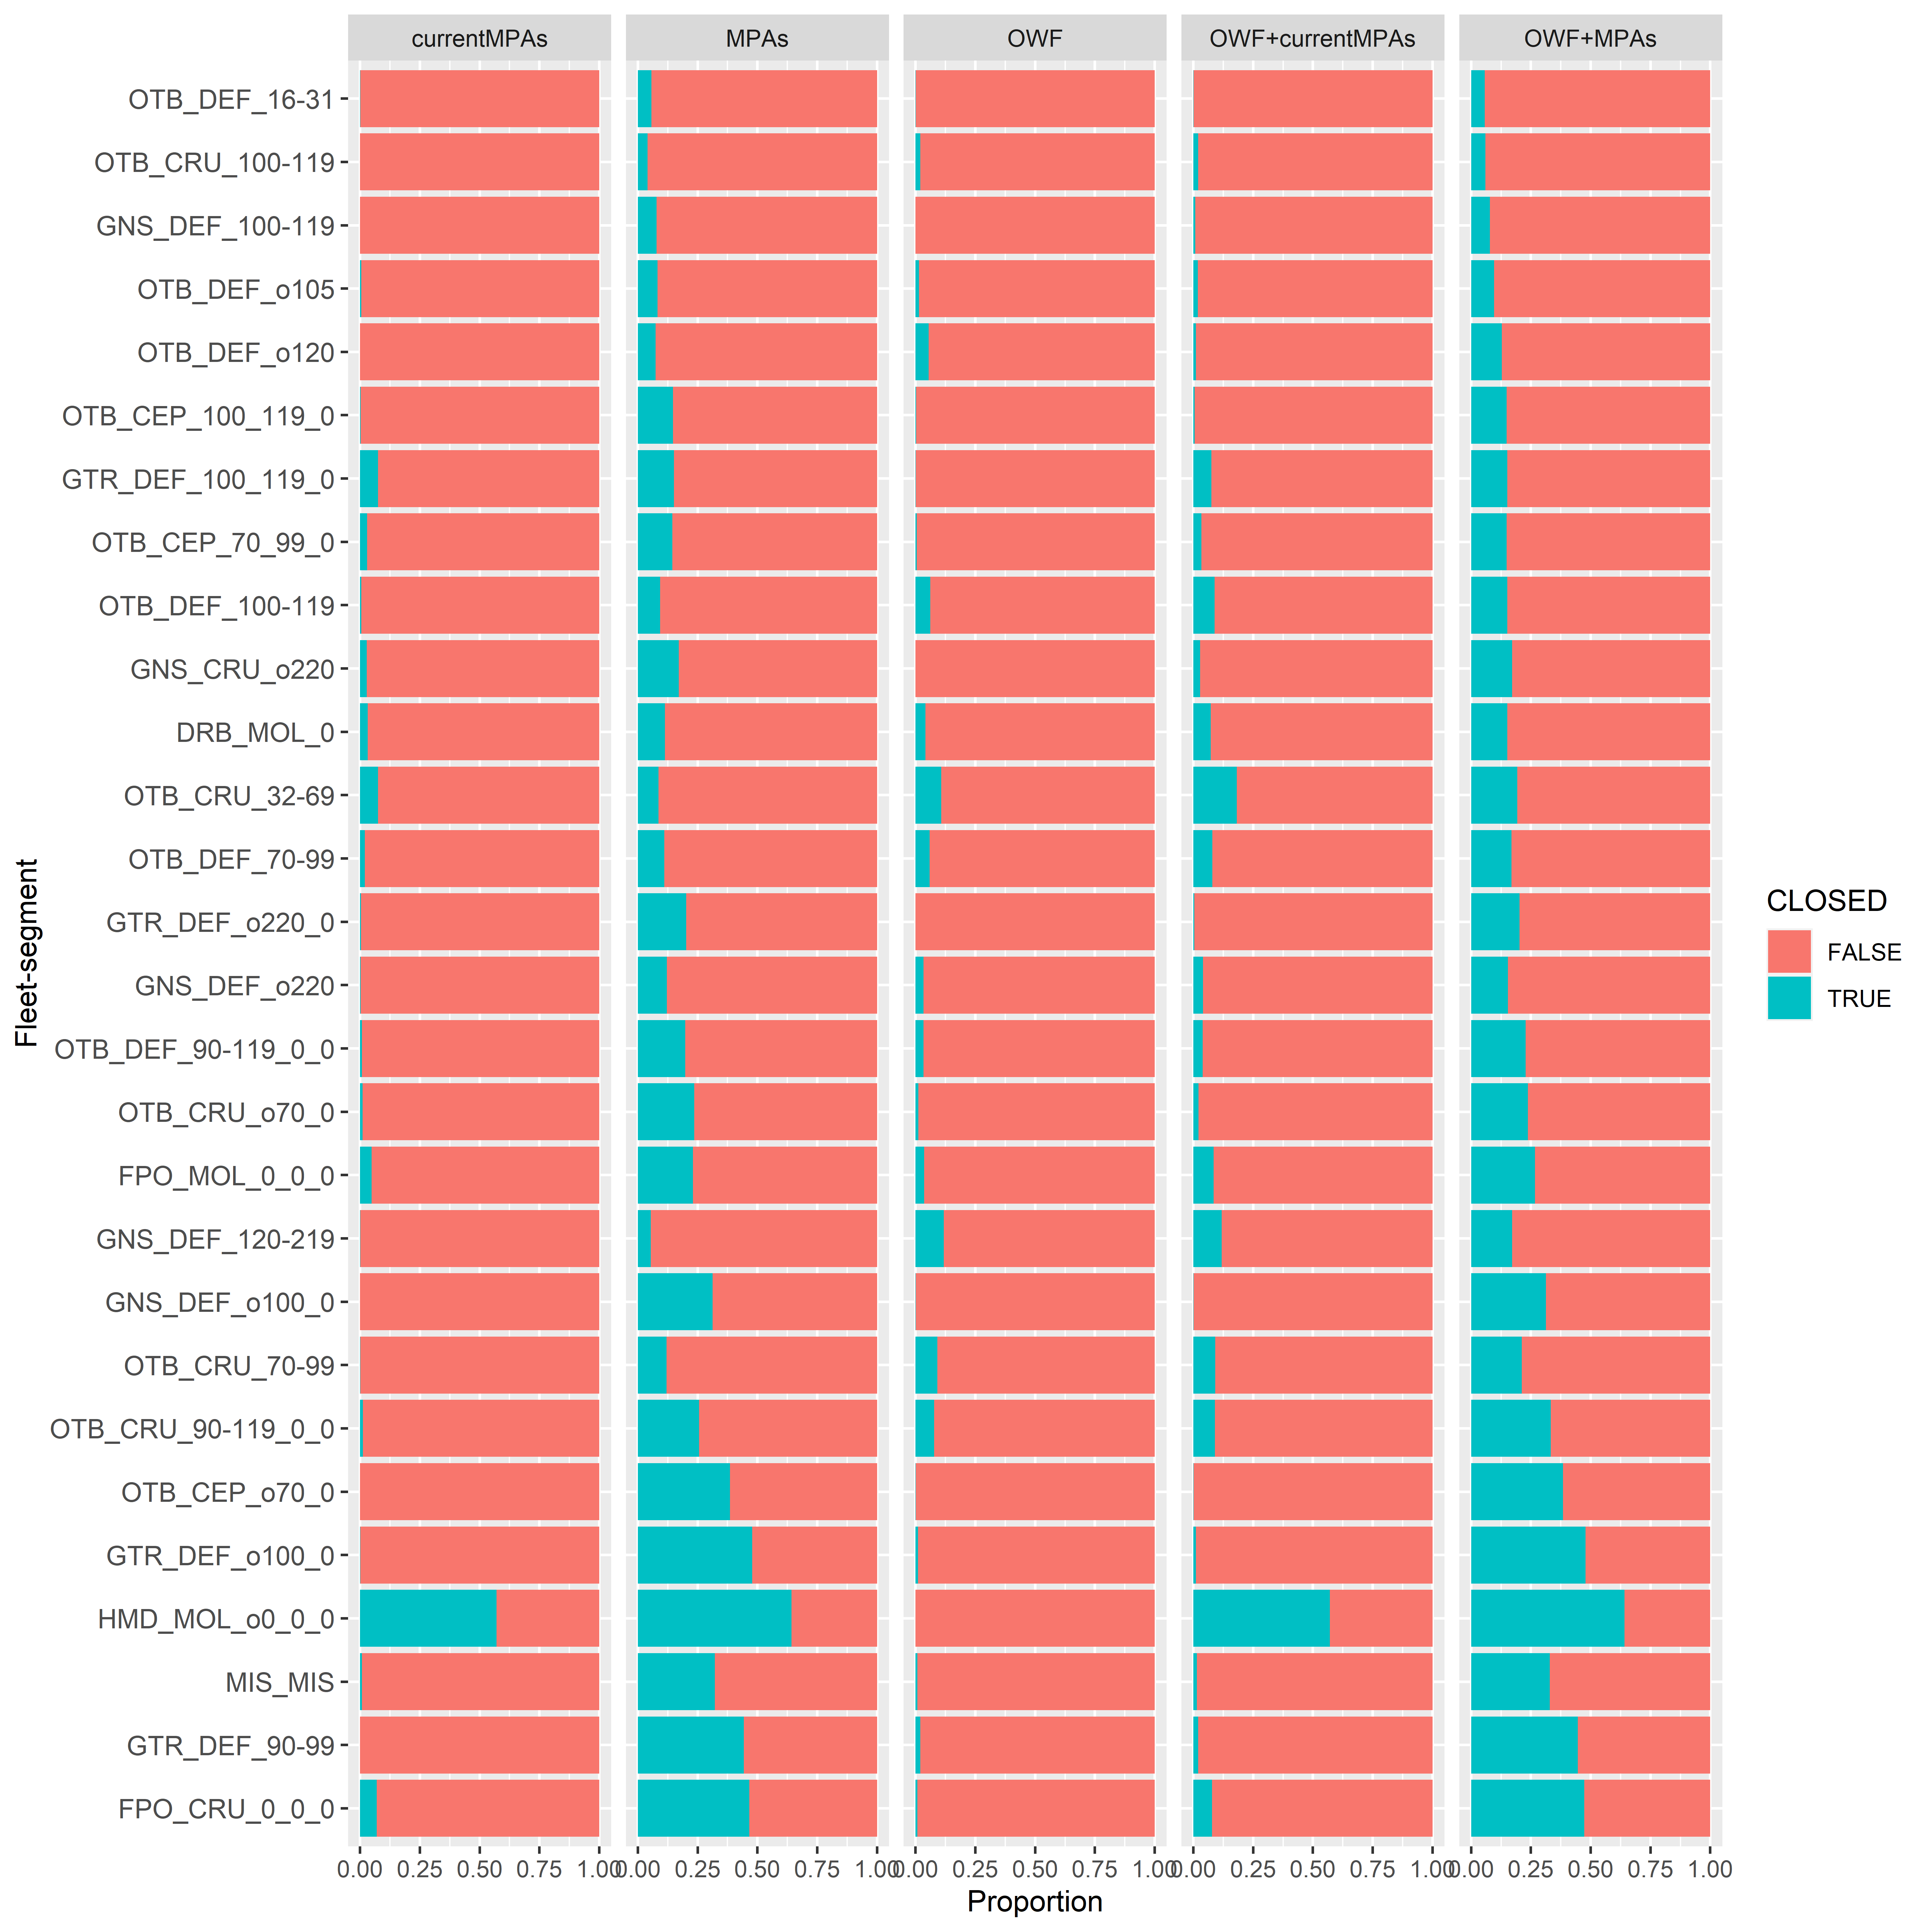 currentMPAs MPAs OWF OWF+currentMPAs OWF+MPAs
OTB_DEF_16-31
OTB_CRU_100-119
GNS_DEF_100-119
OTB_DEF_o105
OTB_DEF_o120
OTB_CEP_100_119_0
GTR_DEF_100_119_0
OTB_CEP_70_99_0
OTB_DEF_100-119
GNS_CRU_o220
DRB_MOL_0
OTB_CRU_32-69
OTB_DEF_70-99
GTR_DEF_o220_0
GNS_DEF_o220
OTB_DEF_90-119_0_0
OTB_CRU_o70_0
FPO_MOL_0_0_0
GNS_DEF_120-219
GNS_DEF_o100_0
OTB_CRU_70-99
OTB_CRU_90-119_0_0
OTB_CEP_o70_0
GTR_DEF_o100_0
HMD_MOL_o0_0_0
MIS_MIS
GTR_DEF_90-99
FPO_CRU_0_0_0
0.00 0.25 0.50 0.75 1.00 0.00 0.25 0.50 0.75 1.00 0.00 0.25 0.50 0.75 1.00 0.00 0.25 0.50 0.75 1.00 0.00 0.25 0.50 0.75 1.00
Proportion
Fleet-segment
CLOSED
FALSE
TRUE